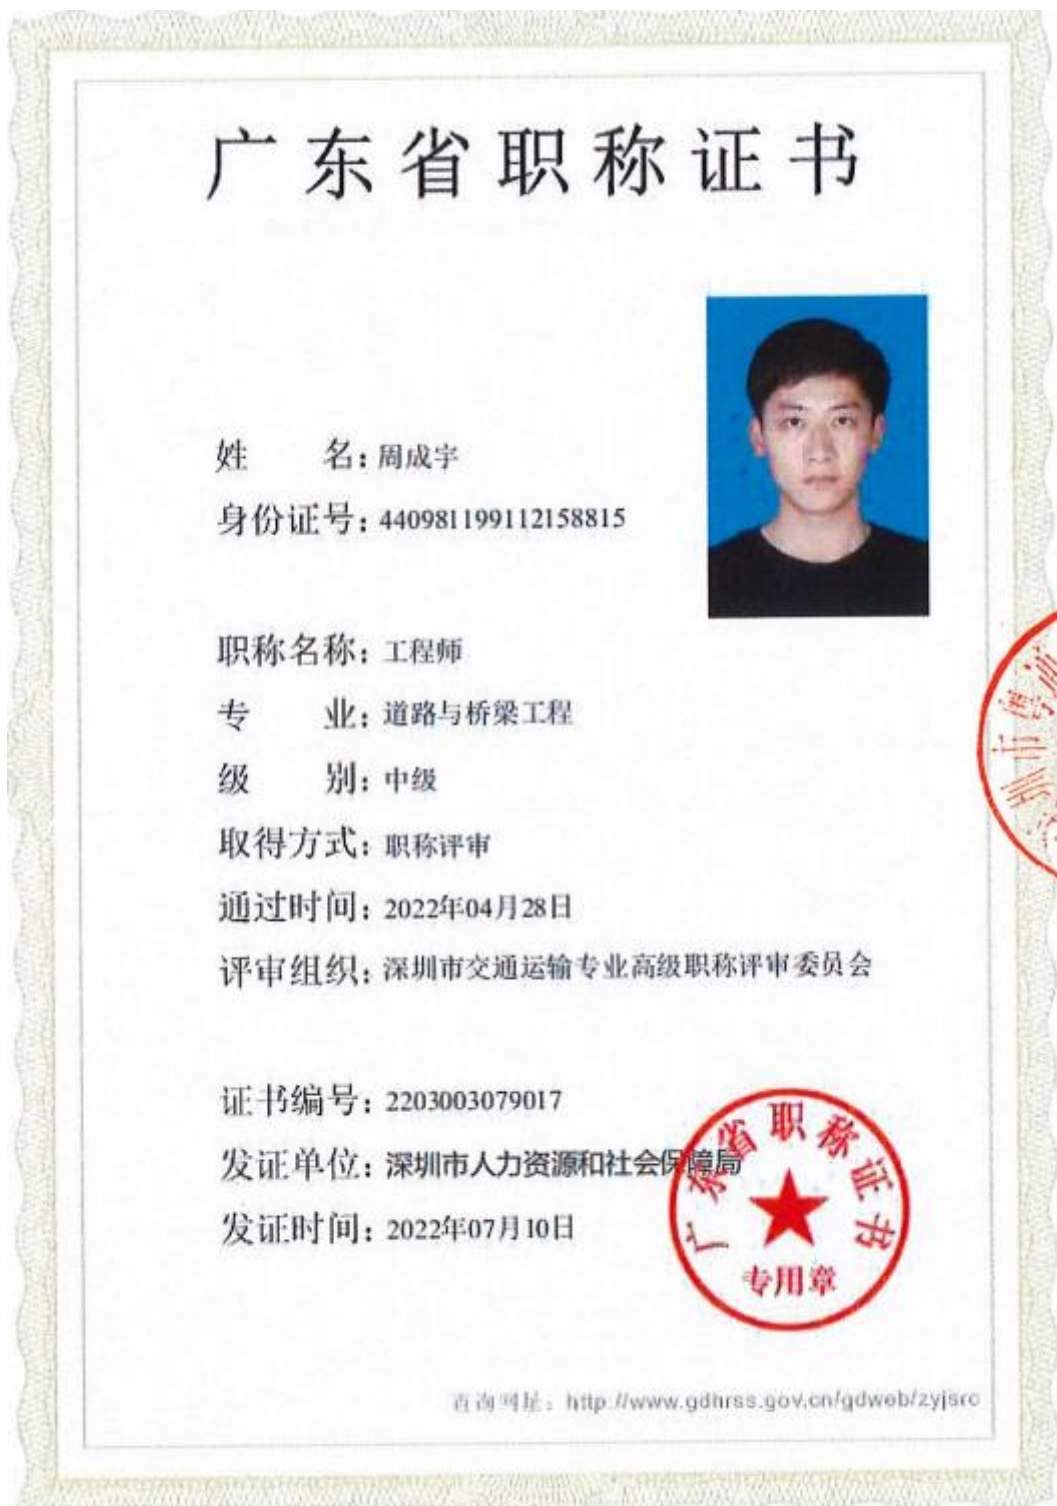 广东省职称证书
姓 名：周成宇
身份证号：440981199112158815
职称名称：工程师
专 业：道路与桥梁工程
级 别：中级
取得方式：职称评审
通过时间：2022年04月28日
评审组织：深圳市交通运输专业高级职称评审委员会
证书编号：2203003079017
发证单位：深圳市人力资源和社会保障局
发证时间：2022年07月10日
广东省职称证书
专用章
查询网址：http://www.gdhrss.gov.cn/gdweb/zyjsrc
圳市